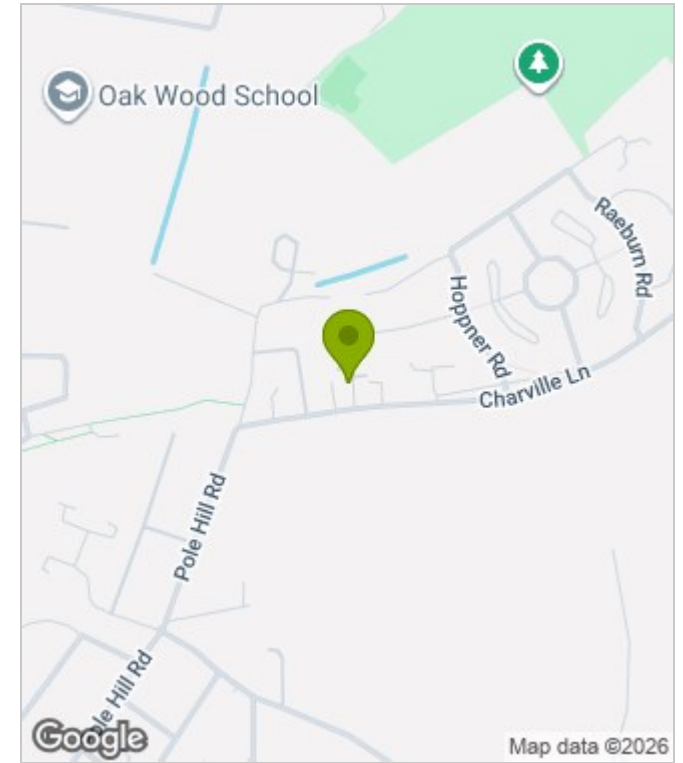 Oak Wood School
Raeburn Rd
Hoppner Rd
Charville Ln
Pole Hill Rd
Pole Hill Rd
Google
Map data ©2026